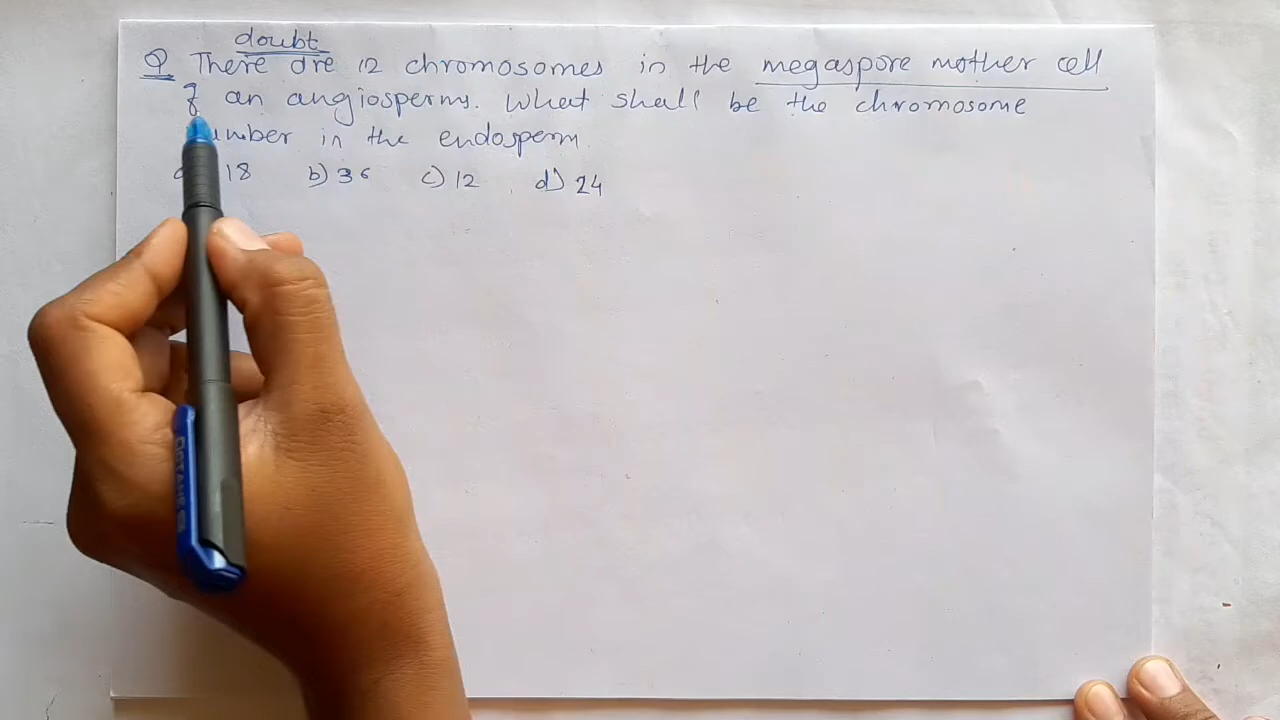 doubt
Q There are 12 chromosomes in the megaspore mother cell
of an angiosperms. What shall be the chromosome
number in the endosperm.
18 b) 36 c) 12 d) 24
OCTANE